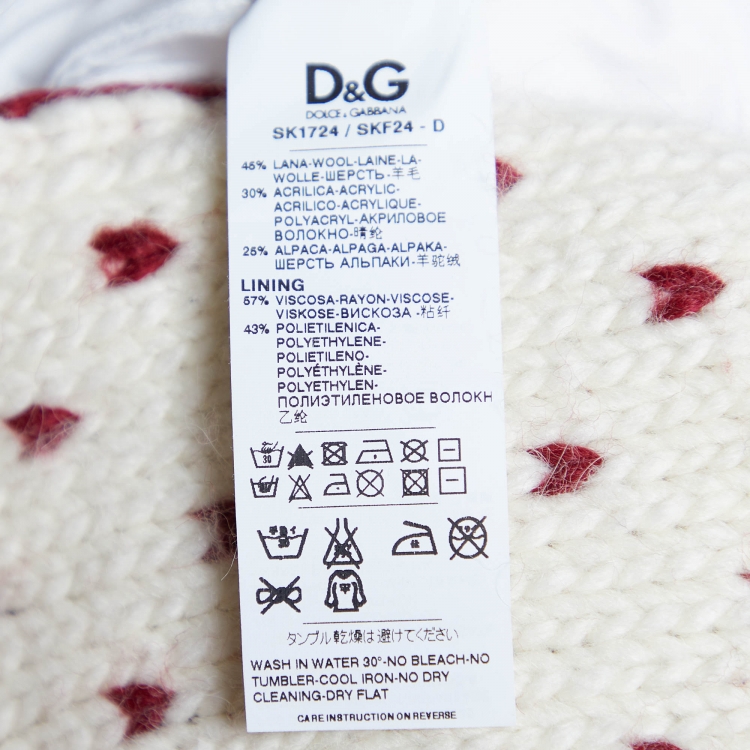 D&G
DOLCE & GABBANA
SK1724 / SKF24 - D
45% LANA-WOOL-LAINE-LA-
WOLLE-ШЕРСТЬ-羊毛
30% ACRILICA-ACRYLIC-
ACRILICO-ACRYLIQUE-
POLYACRYL-АКРИЛОВОЕ
ВОЛОКНО-晴纶
25% ALPACA-ALPAGA-ALPAKA-
ШЕРСТЬ АЛЬПАКИ-羊驼绒
LINING
57% VISCOSA-RAYON-VISCOSE-
VISKOSE-ВИСКОЗА -粘纤
43% POLIETILENICA-
POLYETHYLENE-
POLIETILENO-
POLYÉTHYLÈNE-
POLYETHYLEN-
ПОЛИЭТИЛЕНОВОЕ ВОЛОКН
乙纶
30
30
低
タンブル乾燥は避けてください
WASH IN WATER 30°-NO BLEACH-NO
TUMBLER-COOL IRON-NO DRY
CLEANING-DRY FLAT
CARE INSTRUCTION ON REVERSE